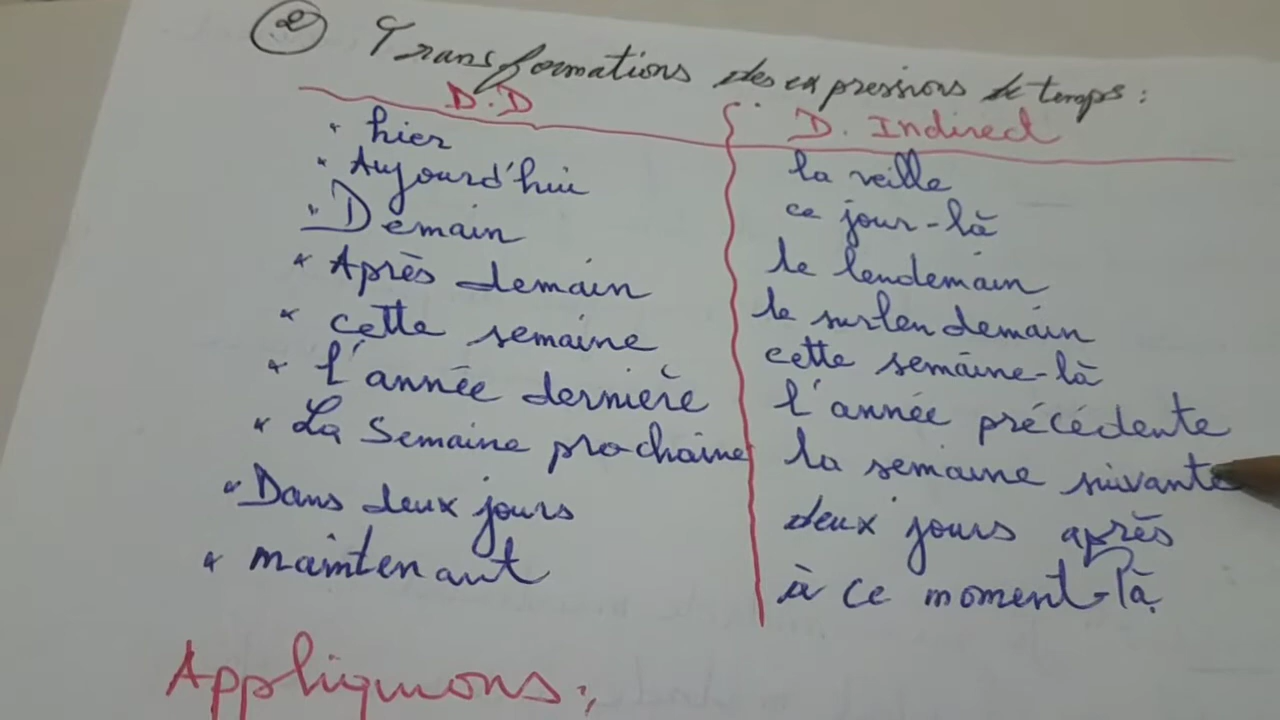 2 Transformations des expressions de temps :
D.D D. Indirect
hier la veille
Aujourd'hui ce jour-là
Demain le lendemain
Après demain le surlendemain
cette semaine cette semaine-là
l'année dernière l'année précédente
La Semaine prochaine la semaine suivante
Dans deux jours deux jours après
maintenant à ce moment-là
Appliquons :